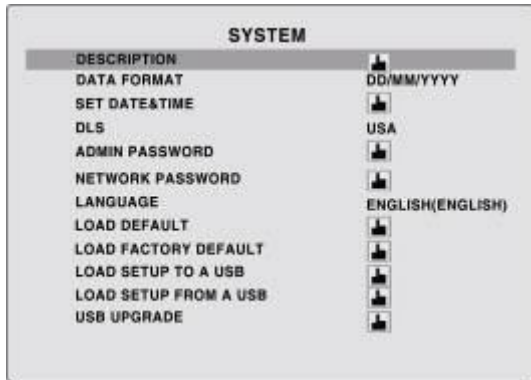 SYSTEM
DESCRIPTION
DATA FORMAT DD/MM/YYYY
SET DATE&TIME
DLS USA
ADMIN PASSWORD
NETWORK PASSWORD
LANGUAGE ENGLISH(ENGLISH)
LOAD DEFAULT
LOAD FACTORY DEFAULT
LOAD SETUP TO A USB
LOAD SETUP FROM A USB
USB UPGRADE